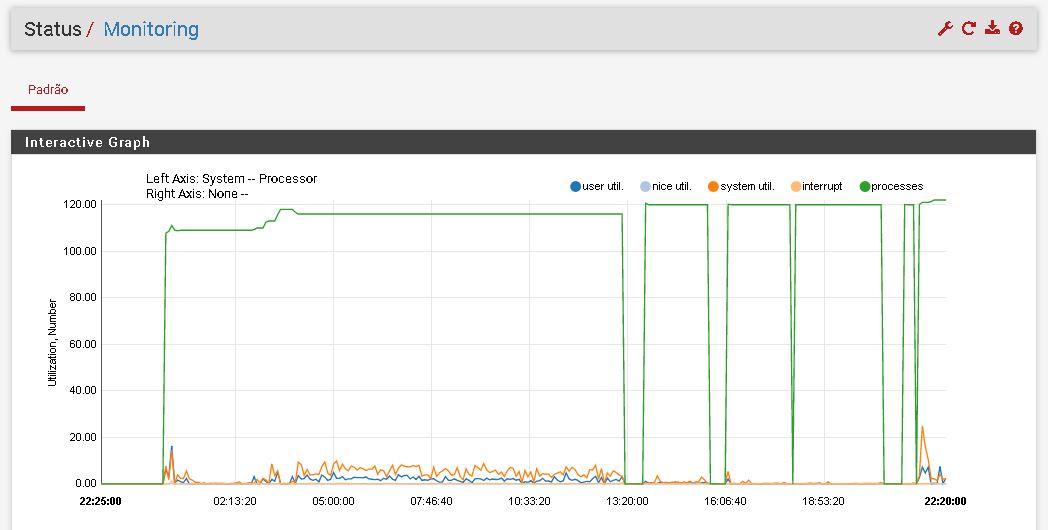 Status / Monitoring
Padrão
Interactive Graph
Left Axis: System -- Processor
Right Axis: None --
user util. nice util. system util. interrupt processes
120.00
100.00
80.00
60.00
40.00
20.00
0.00
Utilization, Number
22:25:00 02:13:20 05:00:00 07:46:40 10:33:20 13:20:00 16:06:40 18:53:20 22:20:00